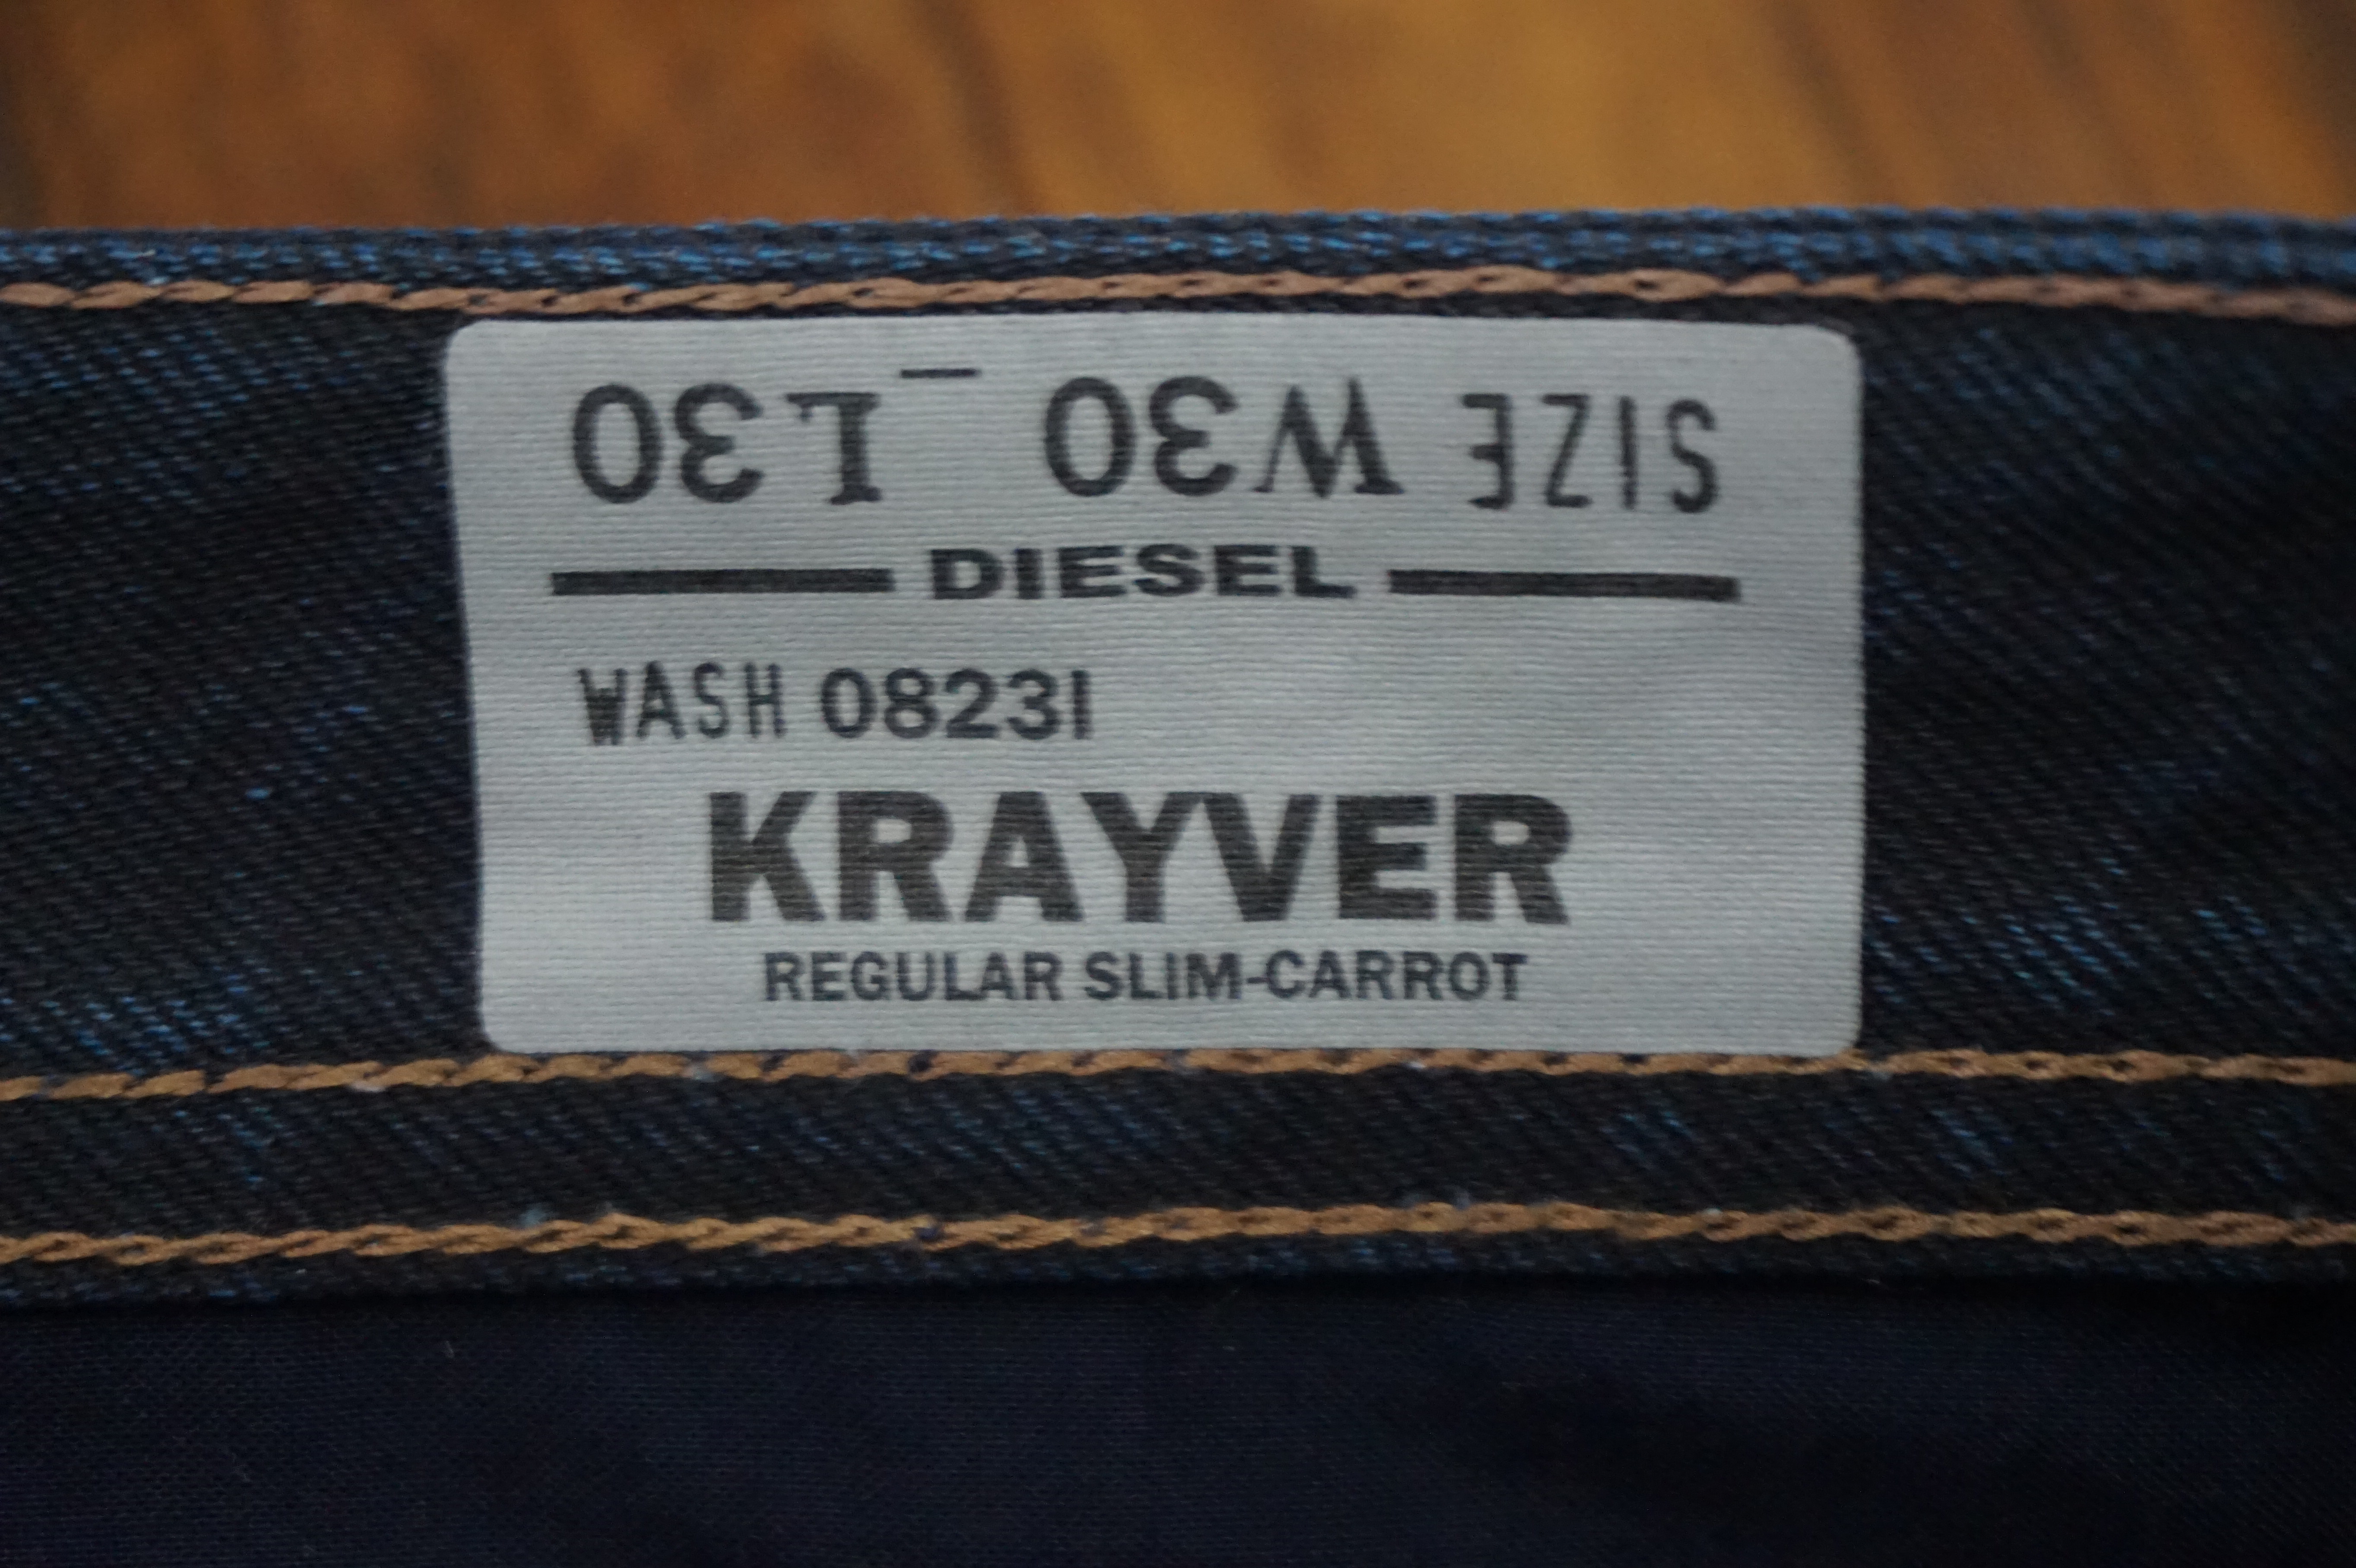 SIZE W30 _ L30
DIESEL
WASH 0823I
KRAYVER
REGULAR SLIM-CARROT